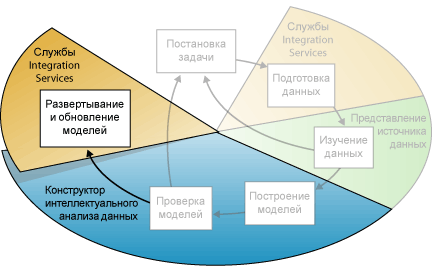 Службы
Integration
Services
Развертывание
и обновление
моделей
Постановка
задачи
Службы
Integration
Services
Подготовка
данных
Представление
источника
данных
Изучение
данных
Построение
моделей
Проверка
моделей
Конструктор
интеллектуального
анализа данных